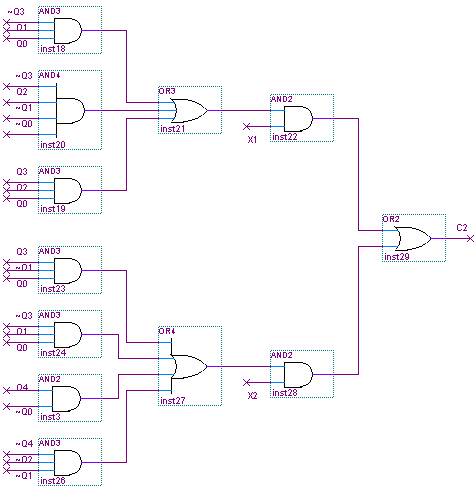 AND3
~Q3
Q1
Q0
inst18
AND4
~Q3
Q2
~Q1
~Q0
inst20
OR3
inst21
AND2
X1
inst22
AND3
Q3
Q2
Q0
inst19
OR2
C2
inst29
AND3
Q3
~Q1
Q0
inst23
AND3
~Q3
Q1
Q0
inst24
OR4
inst27
AND2
X2
inst28
AND2
Q4
~Q0
inst3
AND3
~Q4
~Q2
~Q1
inst26